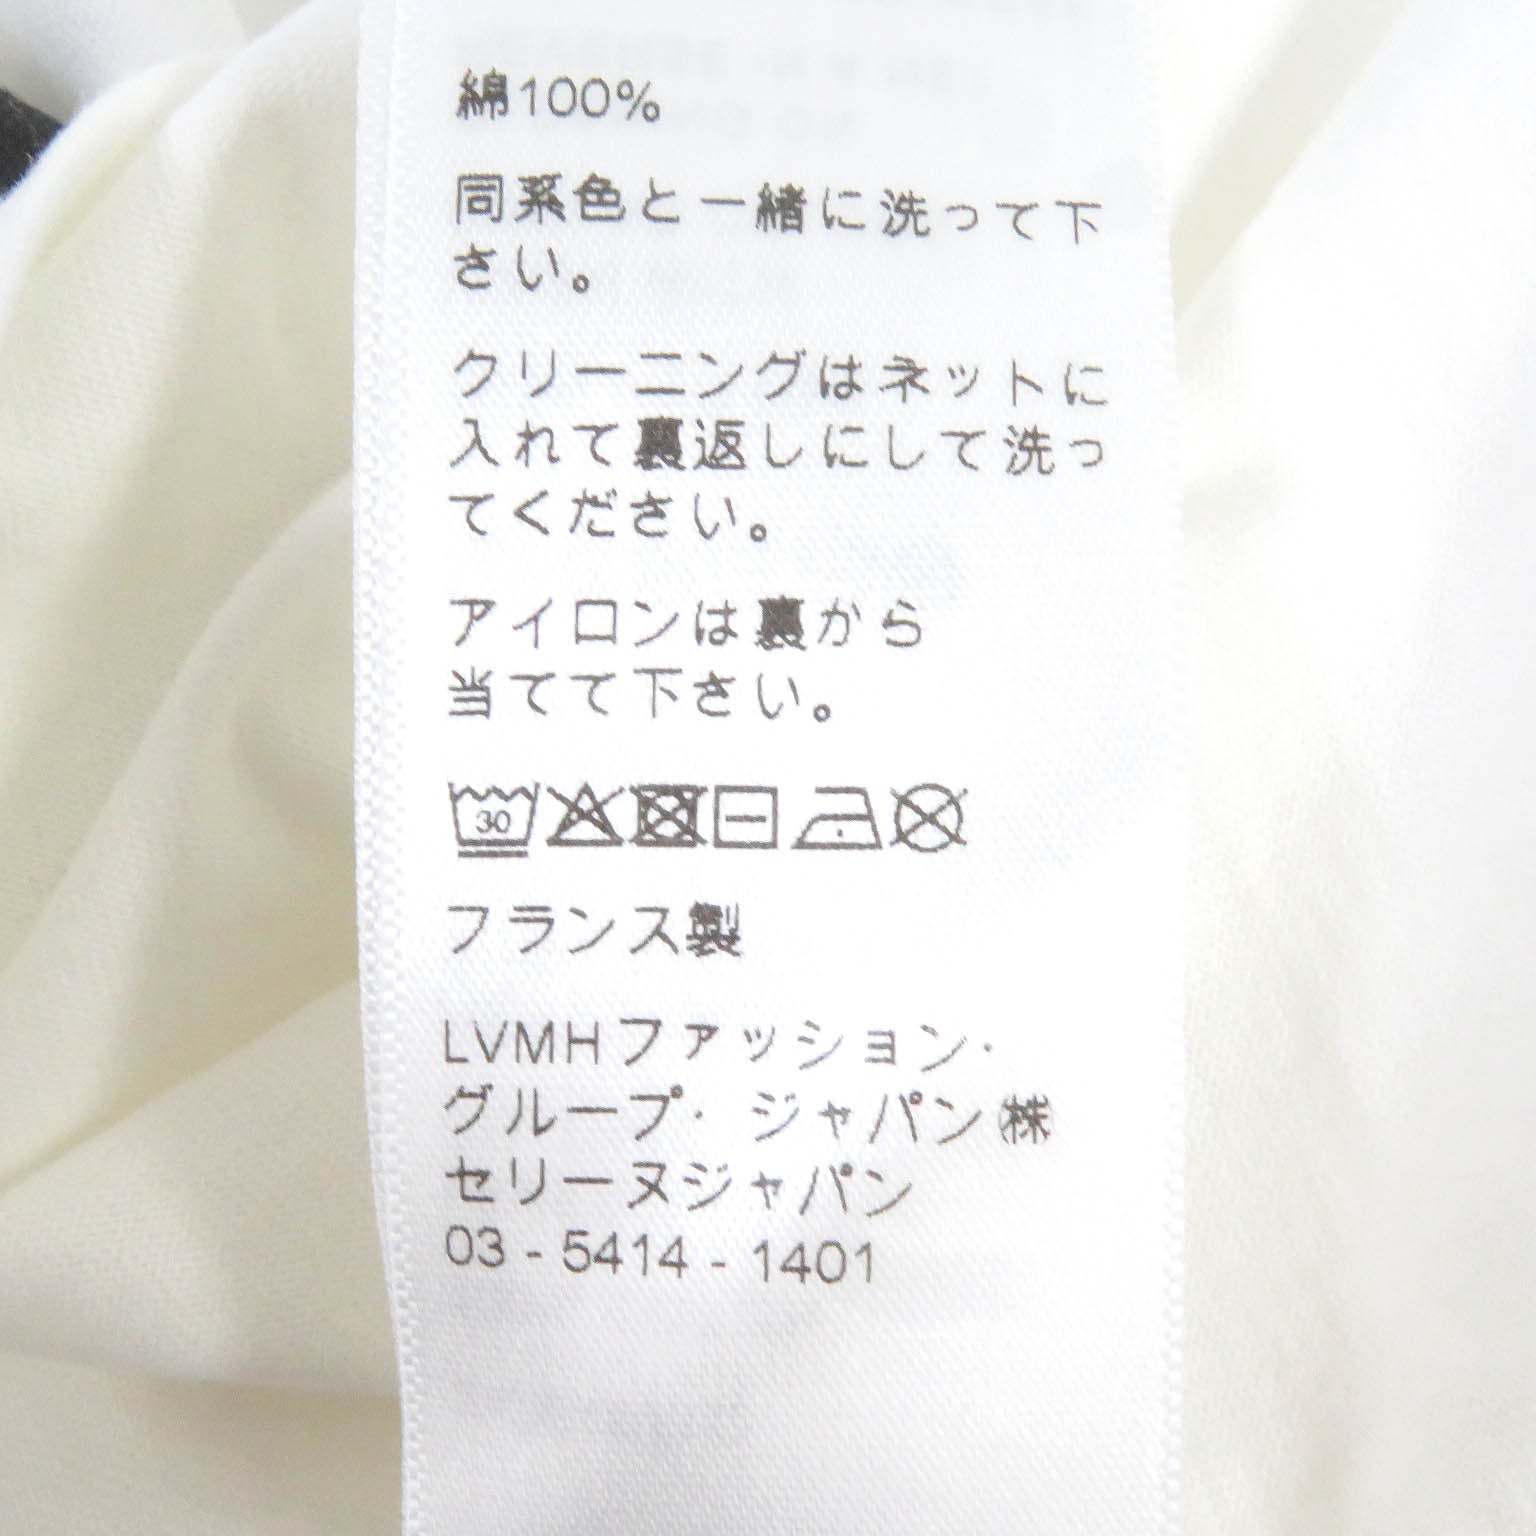 綿100%
同系色と一緒に洗って下
さい。
クリーニングはネットに
入れて裏返しにして洗っ
てください。
アイロンは裏から
当てて下さい。
30
フランス製
LVMHファッション・
グループ・ジャパン㈱
セリーヌジャパン
03-5414-1401